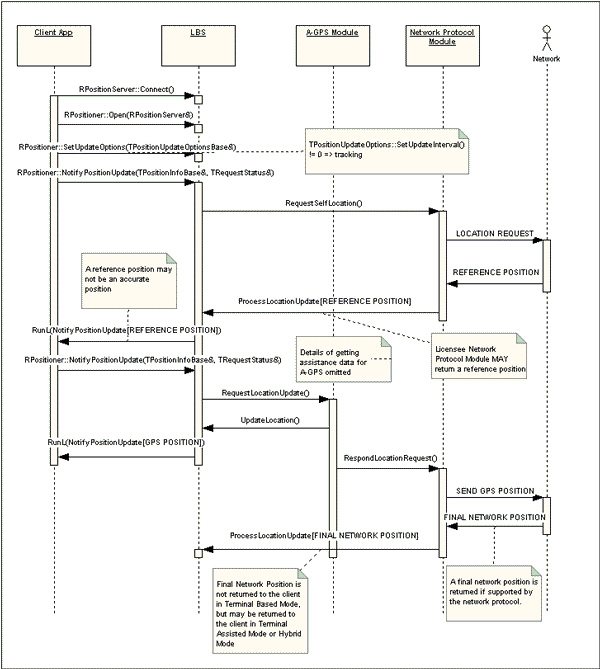 Client App
LBS
A-GPS Module
Network Protocol
Module
Network
RPositionServer::Connect()
RPositioner::Open(RPositionServer&)
TPositionUpdateOptions::SetUpdateInterval()
!= 0 => tracking
RPositioner::SetUpdateOptions(TPositionUpdateOptionsBase&)
RPositioner::NotifyPositionUpdate(TPositionInfoBase&, TRequestStatus&)
RequestSelfLocation()
LOCATION REQUEST
A reference position may
not be an accurate
position
REFERENCE POSITION
ProcessLocationUpdate[REFERENCE POSITION]
RunL(NotifyPositionUpdate[REFERENCE POSITION])
RPositioner::NotifyPositionUpdate(TPositionInfoBase&, TRequestStatus&)
Details of getting
assistance data for
A-GPS omitted
Licensee Network
Protocol Module MAY
return a reference position
RequestLocationUpdate()
UpdateLocation()
RunL(NotifyPositionUpdate[GPS POSITION])
RespondLocationRequest()
SEND GPS POSITION
FINAL NETWORK POSITION
ProcessLocationUpdate[FINAL NETWORK POSITION]
Final Network Position is
not returned to the client
in Terminal Based Mode,
but may be returned to
the client in Terminal
Assisted Mode or Hybrid
Mode
A final network position is
returned if supported by
the network protocol.